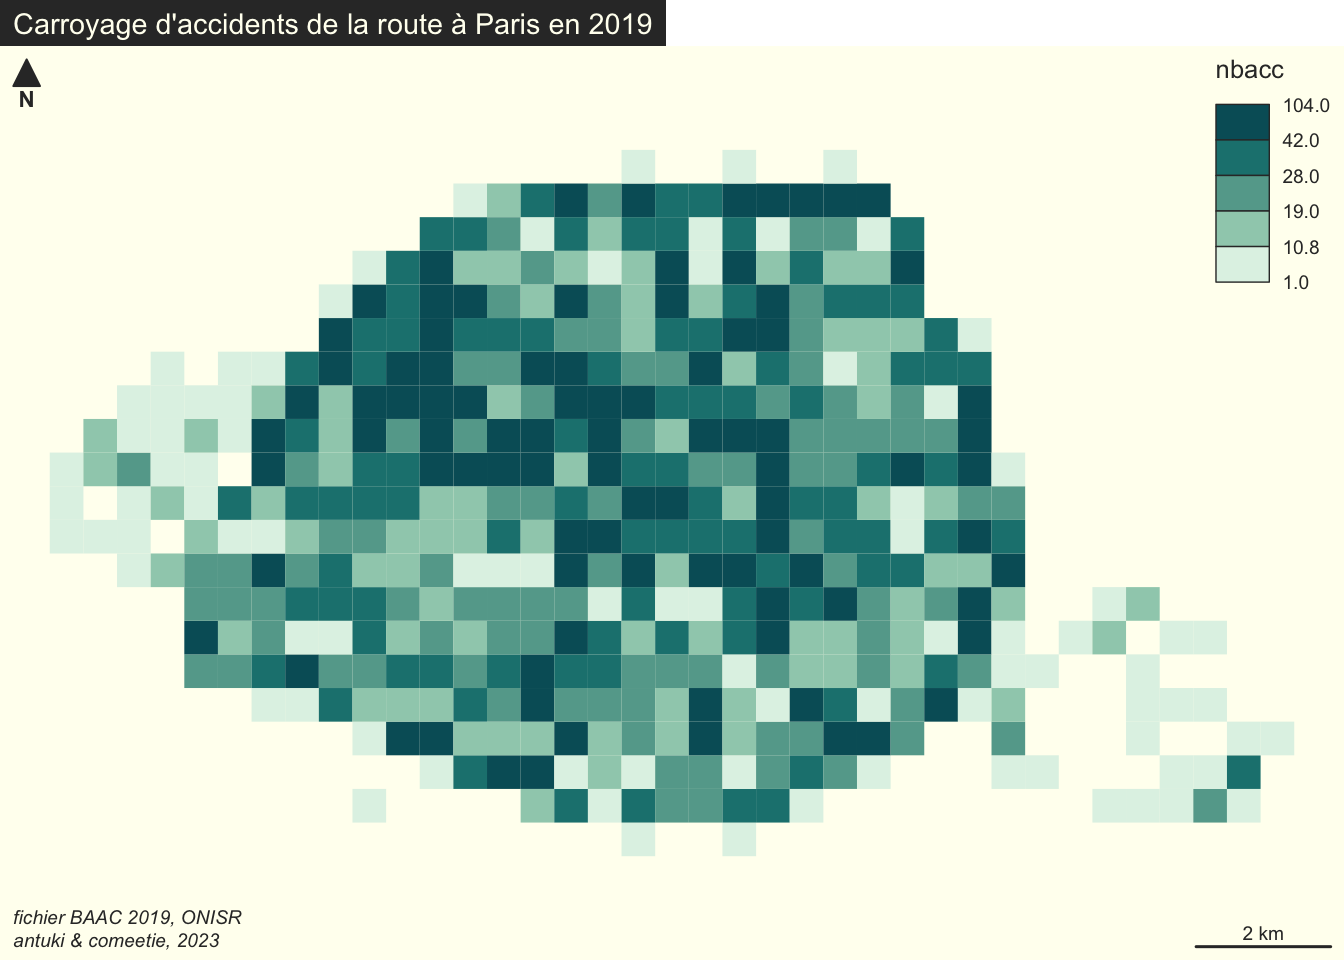 Carroyage d'accidents de la route à Paris en 2019
N
nbacc
104.0
42.0
28.0
19.0
10.8
1.0
fichier BAAC 2019, ONISR
antuki & comeetie, 2023
2 km